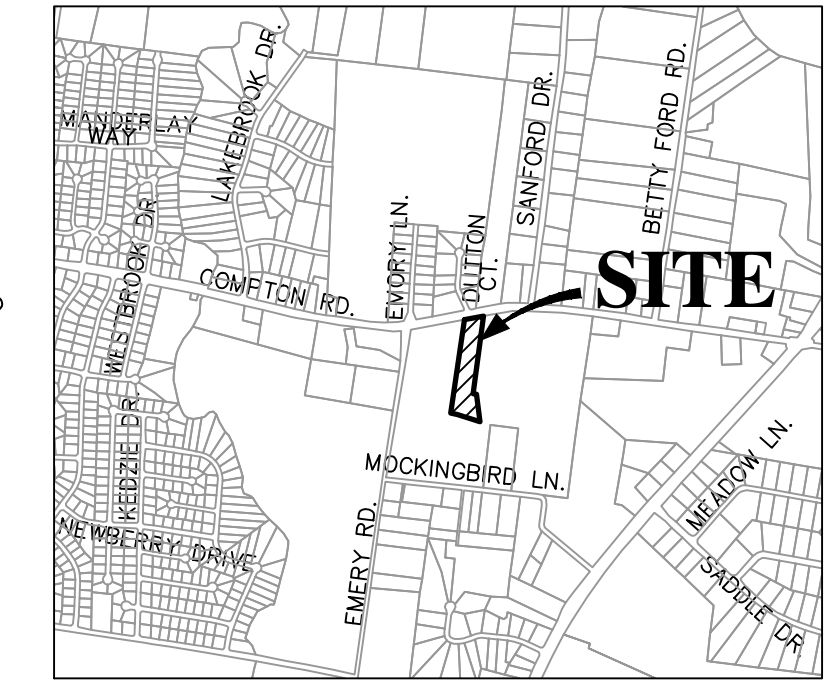 LAKEBROOK DR.
MANDERLAY
WAY
SANFORD DR.
BETTY FORD RD.
WESTBROOK DR.
EMORY LN.
DUTTON
CT.
COMPTON RD.
SITE
KEIDZIE DR.
MOCKINGBIRD LN.
MEADOW LN.
NEWBERRY DRIVE
EMERY RD.
SADDLE DR.